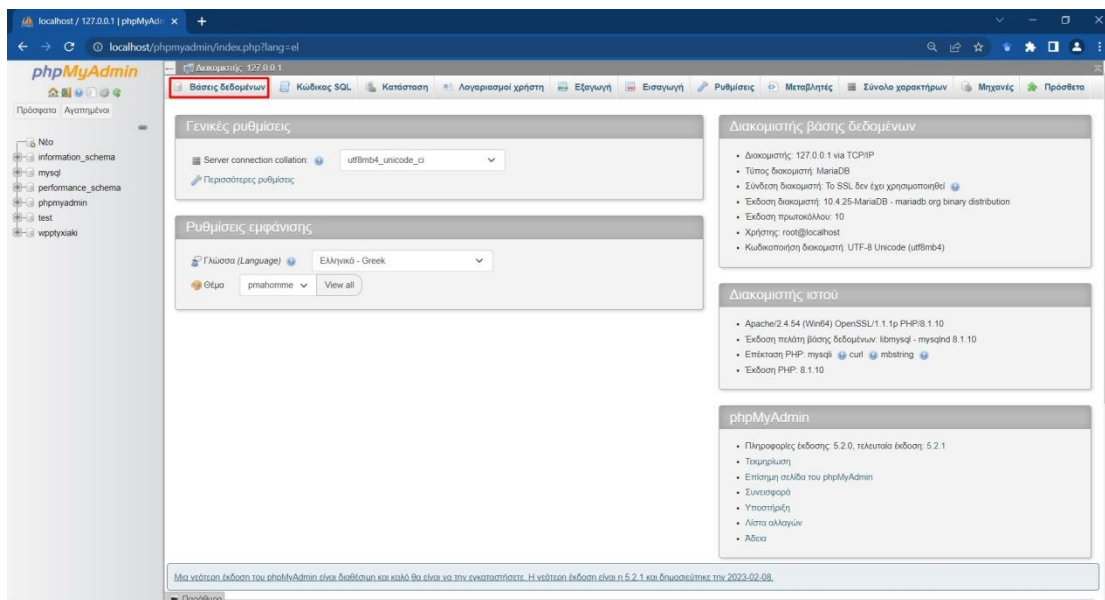 localhost / 127.0.0.1 | phpMyAdm
localhost/phpmyadmin/index.php?lang=el
phpMyAdmin
Πρόσφατα Αγαπημένοι
Νέα
information_schema
mysql
performance_schema
phpmyadmin
test
wpptyxiaki
Διακομιστής: 127.0.0.1
Βάσεις δεδομένων Κώδικας SQL Κατάσταση Λογαριασμοί χρήστη Εξαγωγή Εισαγωγή Ρυθμίσεις Μεταβλητές Σύνολο χαρακτήρων Μηχανές Πρόσθετα
Γενικές ρυθμίσεις
Server connection collation: utf8mb4_unicode_ci
Περισσότερες ρυθμίσεις
Ρυθμίσεις εμφάνισης
Γλώσσα (Language) Ελληνικά - Greek
Θέμα pmahomme View all
Διακομιστής βάσης δεδομένων
• Διακομιστής: 127.0.0.1 via TCP/IP
• Τύπος διακομιστή: MariaDB
• Σύνδεση διακομιστή: Το SSL δεν έχει χρησιμοποιηθεί
• Έκδοση διακομιστή: 10.4.25-MariaDB - mariadb.org binary distribution
• Έκδοση πρωτοκόλλου: 10
• Χρήστης: root@localhost
• Κωδικοποίηση διακομιστή: UTF-8 Unicode (utf8mb4)
Διακομιστής ιστού
• Apache/2.4.54 (Win64) OpenSSL/1.1.1p PHP/8.1.10
• Έκδοση πελάτη βάσης δεδομένων: libmysql - mysqlnd 8.1.10
• Επέκταση PHP: mysqli curl mbstring
• Έκδοση PHP: 8.1.10
phpMyAdmin
• Πληροφορίες έκδοσης: 5.2.0, τελευταία έκδοση: 5.2.1
• Τεκμηρίωση
• Επίσημη σελίδα του phpMyAdmin
• Συνεισφορά
• Υποστήριξη
• Λίστα αλλαγών
• Άδεια
Μια νεότερη έκδοση του phpMyAdmin είναι διαθέσιμη και καλό θα είναι να την εγκαταστήσετε. Η νεότερη έκδοση είναι η 5.2.1 και δημοσιεύτηκε την 2023-02-08.
Παράθυρο